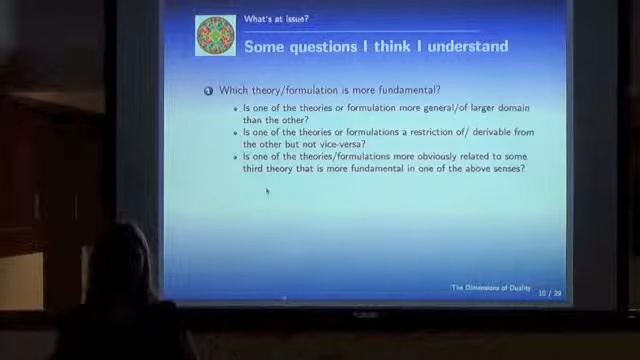 What's at issue?
Some questions I think I understand
1 Which theory/formulation is more fundamental?
• Is one of the theories or formulation more general/of larger domain
than the other?
• Is one of the theories or formulations a restriction of/ derivable from
the other but not vice-versa?
• Is one of the theories/formulations more obviously related to some
third theory that is more fundamental in one of the above senses?
The Dimensions of Duality
10 / 29